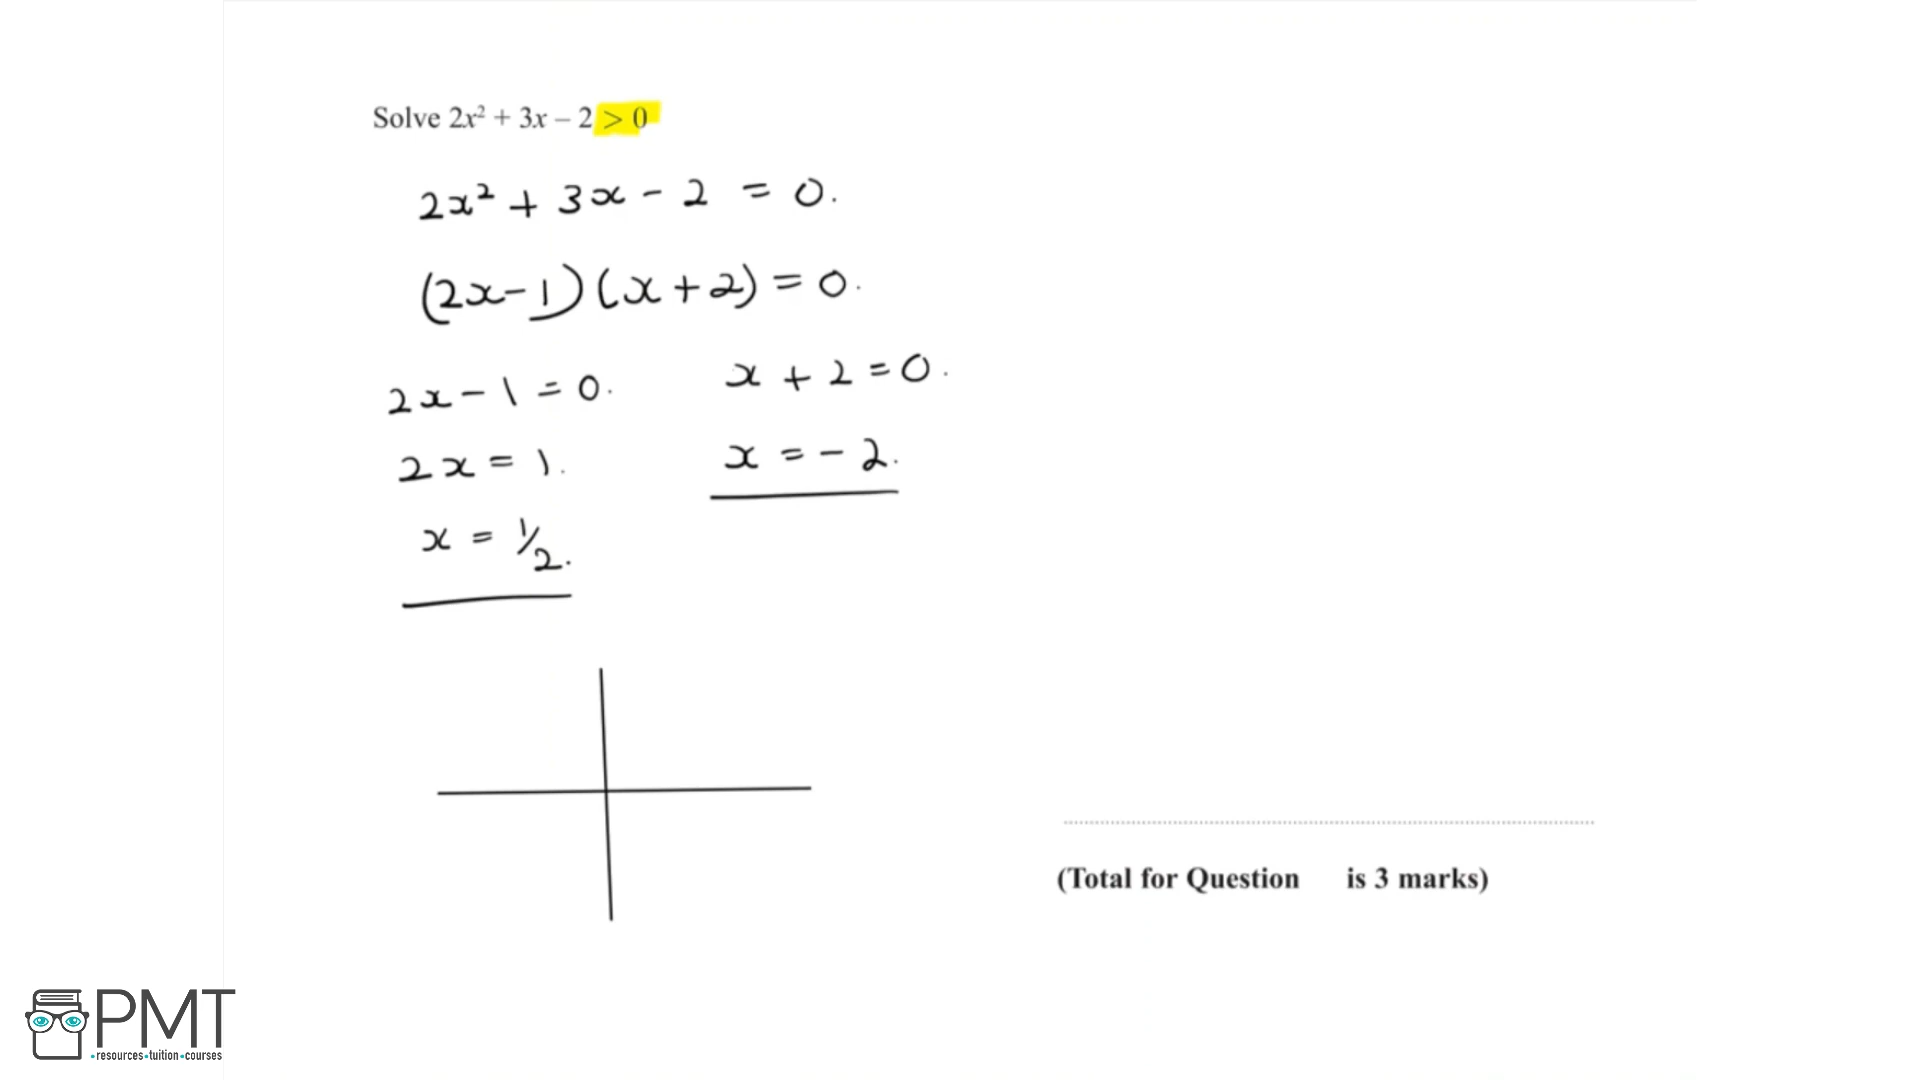 Solve 2x² + 3x – 2 > 0
2x² + 3x - 2 = 0.
(2x-1)(x+2)=0.
2x-1=0. x+2=0.
2x=1. x=-2.
x=1/2.
(Total for Question is 3 marks)
PMT
•resources•tuition•courses